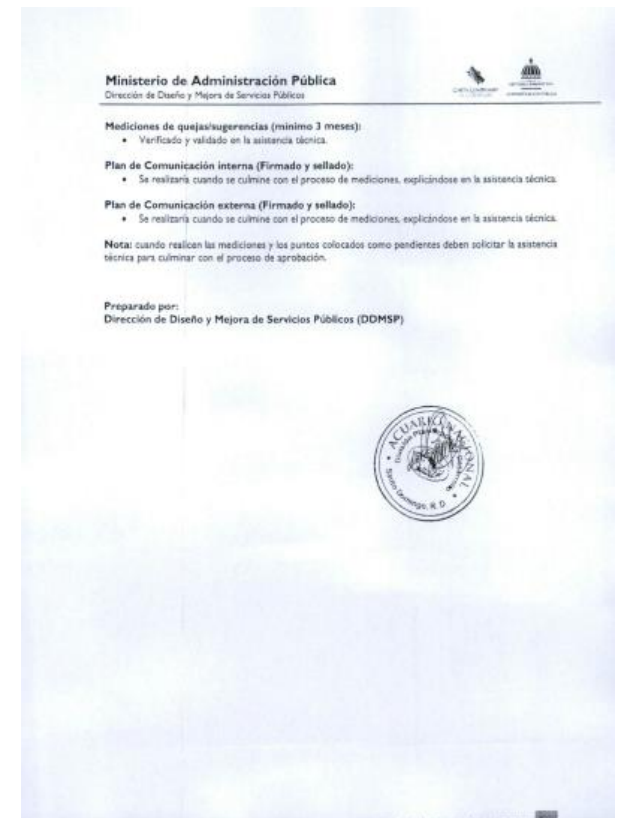 Ministerio de Administración Pública
Dirección de Diseño y Mejora de Servicios Públicos
CARTA COMPROMISO
Mediciones de quejas/sugerencias (mínimo 3 meses):
• Verificado y validado en la asistencia técnica.
Plan de Comunicación interna (Firmado y sellado):
• Se realizaría cuando se culmine con el proceso de mediciones, explicándose en la asistencia técnica.
Plan de Comunicación externa (Firmado y sellado):
• Se realizaría cuando se culmine con el proceso de mediciones, explicándose en la asistencia técnica.
Nota: cuando realicen las mediciones y los puntos colocados como pendientes deben solicitar la asistencia
técnica para culminar con el proceso de aprobación.
Preparado por:
Dirección de Diseño y Mejora de Servicios Públicos (DDMSP)
ACUARIO NACIONAL
Santo Domingo, R. D.